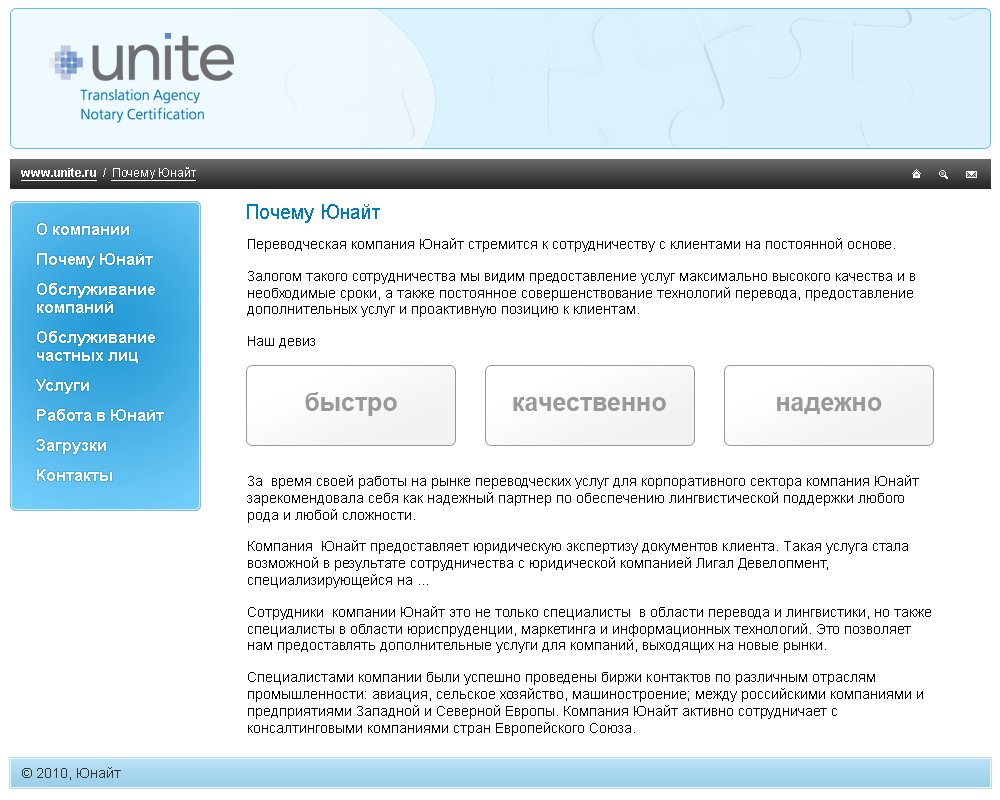 unite
Translation Agency
Notary Certification
www.unite.ru / Почему Юнайт
О компании
Почему Юнайт
Обслуживание
компаний
Обслуживание
частных лиц
Услуги
Работа в Юнайт
Загрузки
Контакты
Почему Юнайт
Переводческая компания Юнайт стремится к сотрудничеству с клиентами на постоянной основе.
Залогом такого сотрудничества мы видим предоставление услуг максимально высокого качества и в
необходимые сроки, а также постоянное совершенствование технологий перевода, предоставление
дополнительных услуг и проактивную позицию к клиентам.
Наш девиз
быстро качественно надежно
За  время своей работы на рынке переводческих услуг для корпоративного сектора компания Юнайт
зарекомендовала себя как надежный партнер по обеспечению лингвистической поддержки любого
рода и любой сложности.
Компания  Юнайт предоставляет юридическую экспертизу документов клиента. Такая услуга стала
возможной в результате сотрудничества с юридической компанией Лигал Девелопмент,
специализирующейся на ...
Сотрудники  компании Юнайт это не только специалисты  в области перевода и лингвистики, но также
специалисты в области юриспруденции, маркетинга и информационных технологий. Это позволяет
нам предоставлять дополнительные услуги для компаний, выходящих на новые рынки.
Специалистами компании были успешно проведены биржи контактов по различным отраслям
промышленности: авиация, сельское хозяйство, машиностроение; между российскими компаниями и
предприятиями Западной и Северной Европы. Компания Юнайт активно сотрудничает с
консалтинговыми компаниями стран Европейского Союза.
© 2010, Юнайт